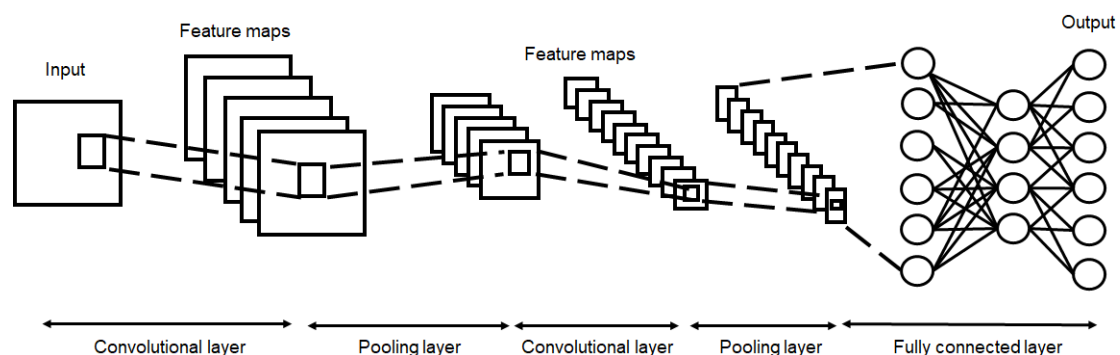 Output
Feature maps
Feature maps
Input
Convolutional layer
Pooling layer
Convolutional layer
Pooling layer
Fully connected layer